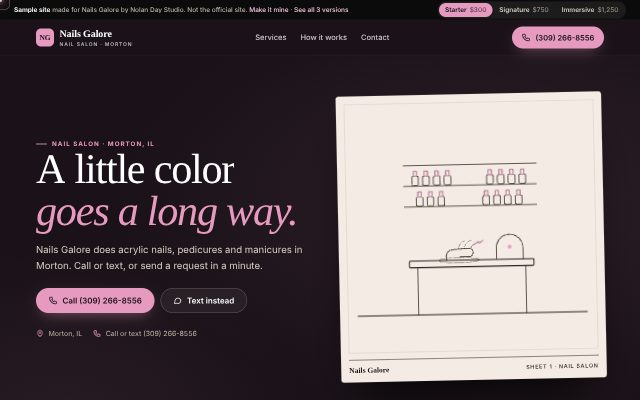 Sample site made for Nails Galore by Nolan Day Studio. Not the official site. Make it mine · See all 3 versions
Starter $300 Signature $750 Immersive $1,250
NG Nails Galore
NAIL SALON · MORTON
Services How it works Contact
(309) 266-8556
NAIL SALON · MORTON, IL
A little color
goes a long way.
Nails Galore does acrylic nails, pedicures and manicures in
Morton. Call or text, or send a request in a minute.
Call (309) 266-8556 Text instead
Morton, IL Call or text (309) 266-8556
Nails Galore SHEET 1 · NAIL SALON